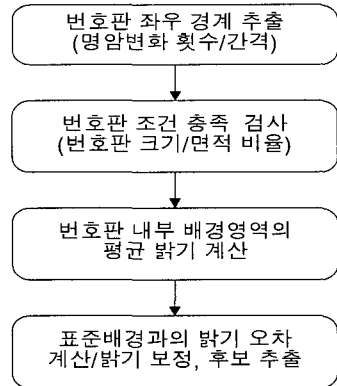 번호판 좌우 경계 추출
(명암변화 횟수/간격)
번호판 조건 충족 검사
(번호판 크기/면적 비율)
번호판 내부 배경영역의
평균 밝기 계산
표준배경과의 밝기 오차
계산/밝기 보정, 후보 추출